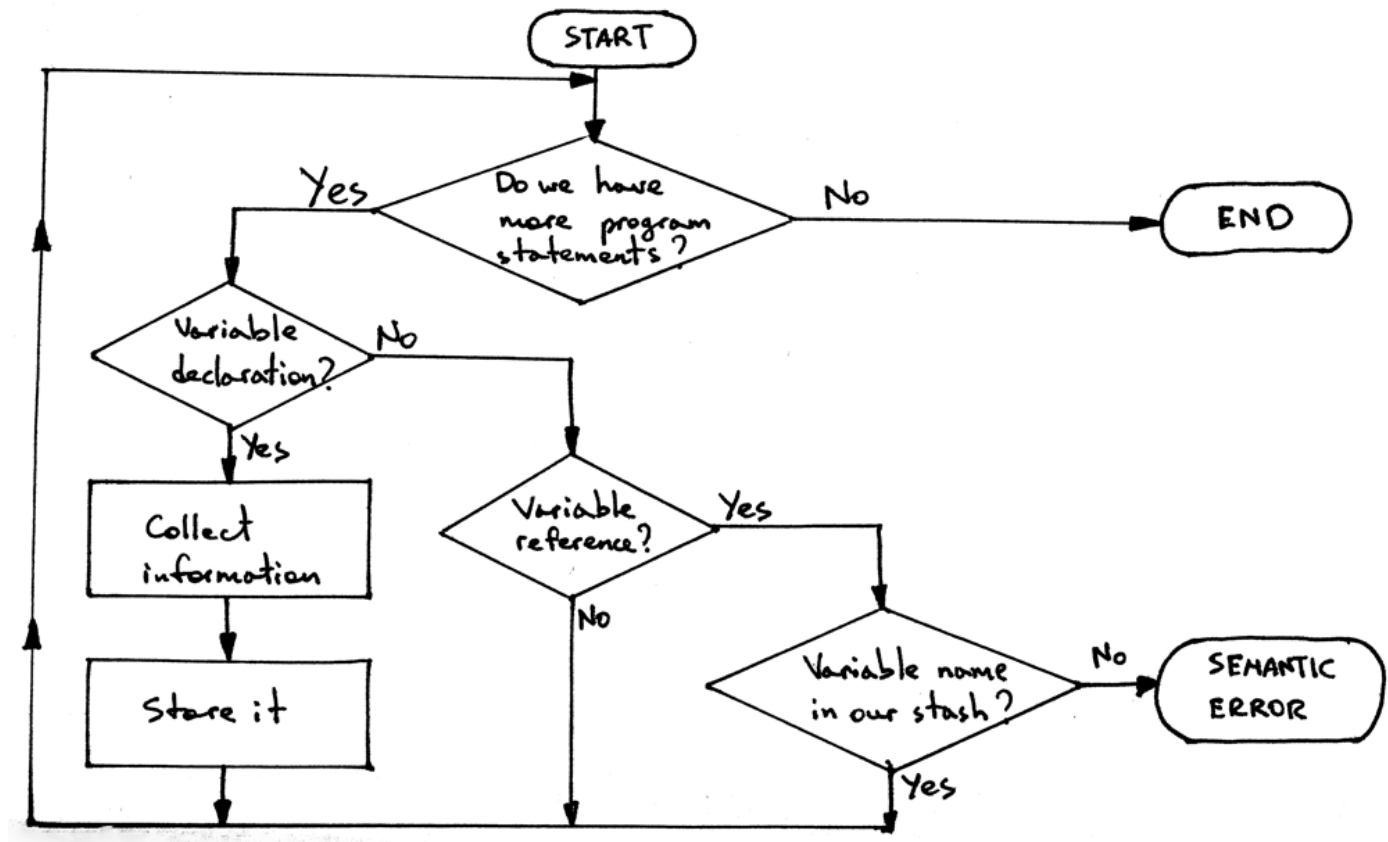 START
Yes
Do we have
more program
statements?
No
END
Variable
declaration?
No
Yes
Collect
information
Variable
reference?
Yes
No
Store it
Variable name
in our stash?
No
SEMANTIC
ERROR
Yes